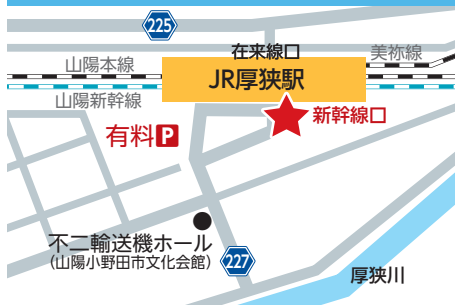 225
在来線口
美祢線
山陽本線
JR厚狭駅
山陽新幹線
新幹線口
有料P
不二輸送機ホール
(山陽小野田市文化会館)
227
厚狭川